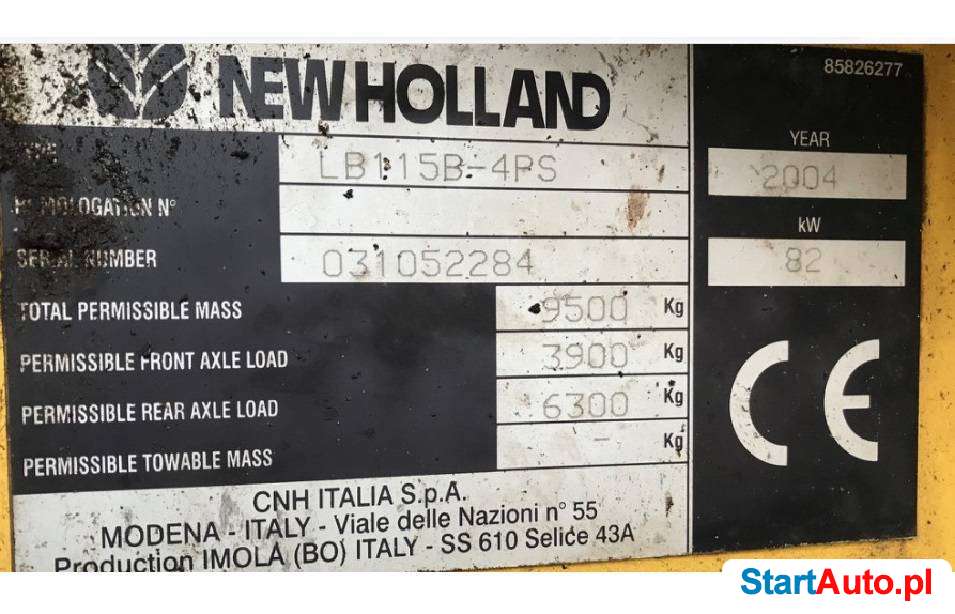 NEW HOLLAND
85826277
TYPE LB115B-4PS
YEAR
2004
HOMOLOGATION N°
kW
SERIAL NUMBER 031052284
82
TOTAL PERMISSIBLE MASS 9500 Kg
PERMISSIBLE FRONT AXLE LOAD 3900 Kg
PERMISSIBLE REAR AXLE LOAD 6300 Kg
PERMISSIBLE TOWABLE MASS - Kg
CE
CNH ITALIA S.p.A.
MODENA - ITALY - Viale delle Nazioni n° 55
Production IMOLA (BO) ITALY - SS 610 Selice 43A
StartAuto.pl